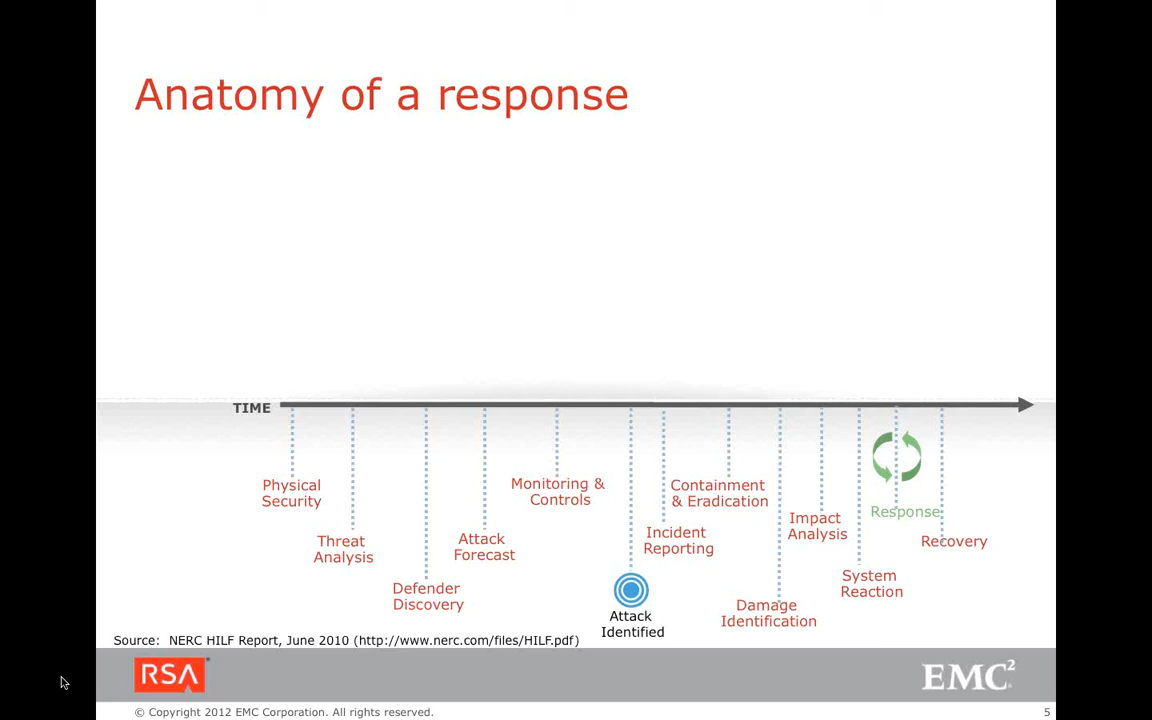 Anatomy of a response
TIME
Physical
Security
Threat
Analysis
Defender
Discovery
Attack
Forecast
Monitoring &
Controls
Attack
Identified
Incident
Reporting
Containment
& Eradication
Damage
Identification
Impact
Analysis
System
Reaction
Response
Recovery
Source:  NERC HILF Report, June 2010 (http://www.nerc.com/files/HILF.pdf)
RSA
EMC²
© Copyright 2012 EMC Corporation. All rights reserved.
5